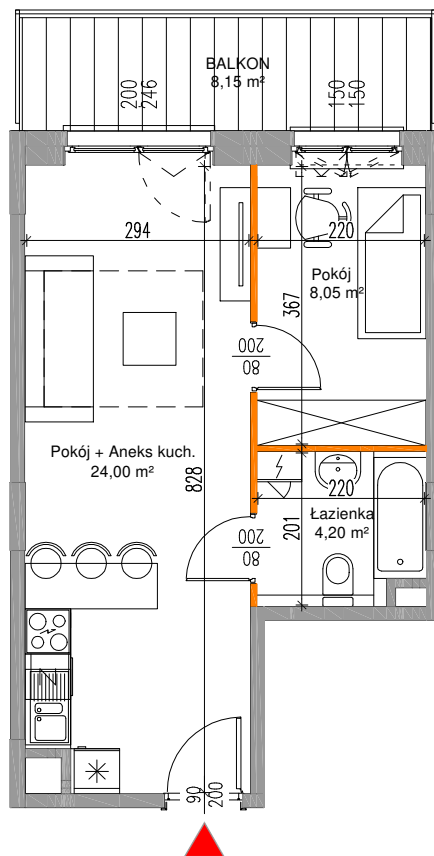 BALKON
8,15 m²
200
246
150
150
294
220
Pokój
8,05 m²
367
200
80
Pokój + Aneks kuch.
24,00 m²
828
220
Łazienka
4,20 m²
201
200
80
90
200